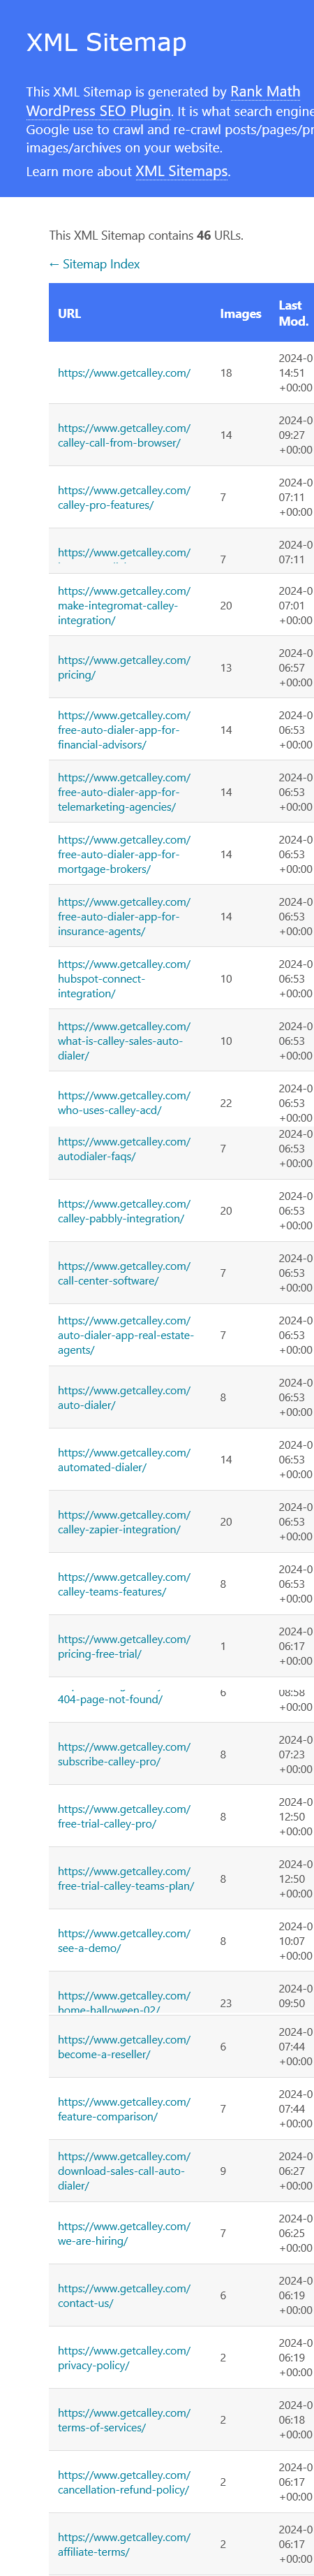 XML Sitemap
This XML Sitemap is generated by Rank Math
WordPress SEO Plugin. It is what search engine
Google use to crawl and re-crawl posts/pages/pr
images/archives on your website.
Learn more about XML Sitemaps.
This XML Sitemap contains 46 URLs.
← Sitemap Index
URL Images Last
Mod.
https://www.getcalley.com/ 18 2024-0
14:51
+00:00
https://www.getcalley.com/
calley-call-from-browser/ 14 2024-0
09:27
+00:00
https://www.getcalley.com/
calley-pro-features/ 7 2024-0
07:11
+00:00
https://www.getcalley.com/ 7 2024-0
07:11
https://www.getcalley.com/
make-integromat-calley-
integration/ 20 2024-0
07:01
+00:00
https://www.getcalley.com/
pricing/ 13 2024-0
06:57
+00:00
https://www.getcalley.com/
free-auto-dialer-app-for-
financial-advisors/ 14 2024-0
06:53
+00:00
https://www.getcalley.com/
free-auto-dialer-app-for-
telemarketing-agencies/ 14 2024-0
06:53
+00:00
https://www.getcalley.com/
free-auto-dialer-app-for-
mortgage-brokers/ 14 2024-0
06:53
+00:00
https://www.getcalley.com/
free-auto-dialer-app-for-
insurance-agents/ 14 2024-0
06:53
+00:00
https://www.getcalley.com/
hubspot-connect-
integration/ 10 2024-0
06:53
+00:00
https://www.getcalley.com/
what-is-calley-sales-auto-
dialer/ 10 2024-0
06:53
+00:00
https://www.getcalley.com/
who-uses-calley-acd/ 22 2024-0
06:53
+00:00
https://www.getcalley.com/
autodialer-faqs/ 7 2024-0
06:53
+00:00
https://www.getcalley.com/
calley-pabbly-integration/ 20 2024-0
06:53
+00:00
https://www.getcalley.com/
call-center-software/ 7 2024-0
06:53
+00:00
https://www.getcalley.com/
auto-dialer-app-real-estate-
agents/ 7 2024-0
06:53
+00:00
https://www.getcalley.com/
auto-dialer/ 8 2024-0
06:53
+00:00
https://www.getcalley.com/
automated-dialer/ 14 2024-0
06:53
+00:00
https://www.getcalley.com/
calley-zapier-integration/ 20 2024-0
06:53
+00:00
https://www.getcalley.com/
calley-teams-features/ 8 2024-0
06:53
+00:00
https://www.getcalley.com/
pricing-free-trial/ 1 2024-0
06:17
+00:00
404-page-not-found/ 6 08:58
+00:00
https://www.getcalley.com/
subscribe-calley-pro/ 8 2024-0
07:23
+00:00
https://www.getcalley.com/
free-trial-calley-pro/ 8 2024-0
12:50
+00:00
https://www.getcalley.com/
free-trial-calley-teams-plan/ 8 2024-0
12:50
+00:00
https://www.getcalley.com/
see-a-demo/ 8 2024-0
10:07
+00:00
https://www.getcalley.com/
home-halloween-02/ 23 2024-0
09:50
https://www.getcalley.com/
become-a-reseller/ 6 2024-0
07:44
+00:00
https://www.getcalley.com/
feature-comparison/ 7 2024-0
07:44
+00:00
https://www.getcalley.com/
download-sales-call-auto-
dialer/ 9 2024-0
06:27
+00:00
https://www.getcalley.com/
we-are-hiring/ 7 2024-0
06:25
+00:00
https://www.getcalley.com/
contact-us/ 6 2024-0
06:19
+00:00
https://www.getcalley.com/
privacy-policy/ 2 2024-0
06:19
+00:00
https://www.getcalley.com/
terms-of-services/ 2 2024-0
06:18
+00:00
https://www.getcalley.com/
cancellation-refund-policy/ 2 2024-0
06:17
+00:00
https://www.getcalley.com/
affiliate-terms/ 2 2024-0
06:17
+00:00